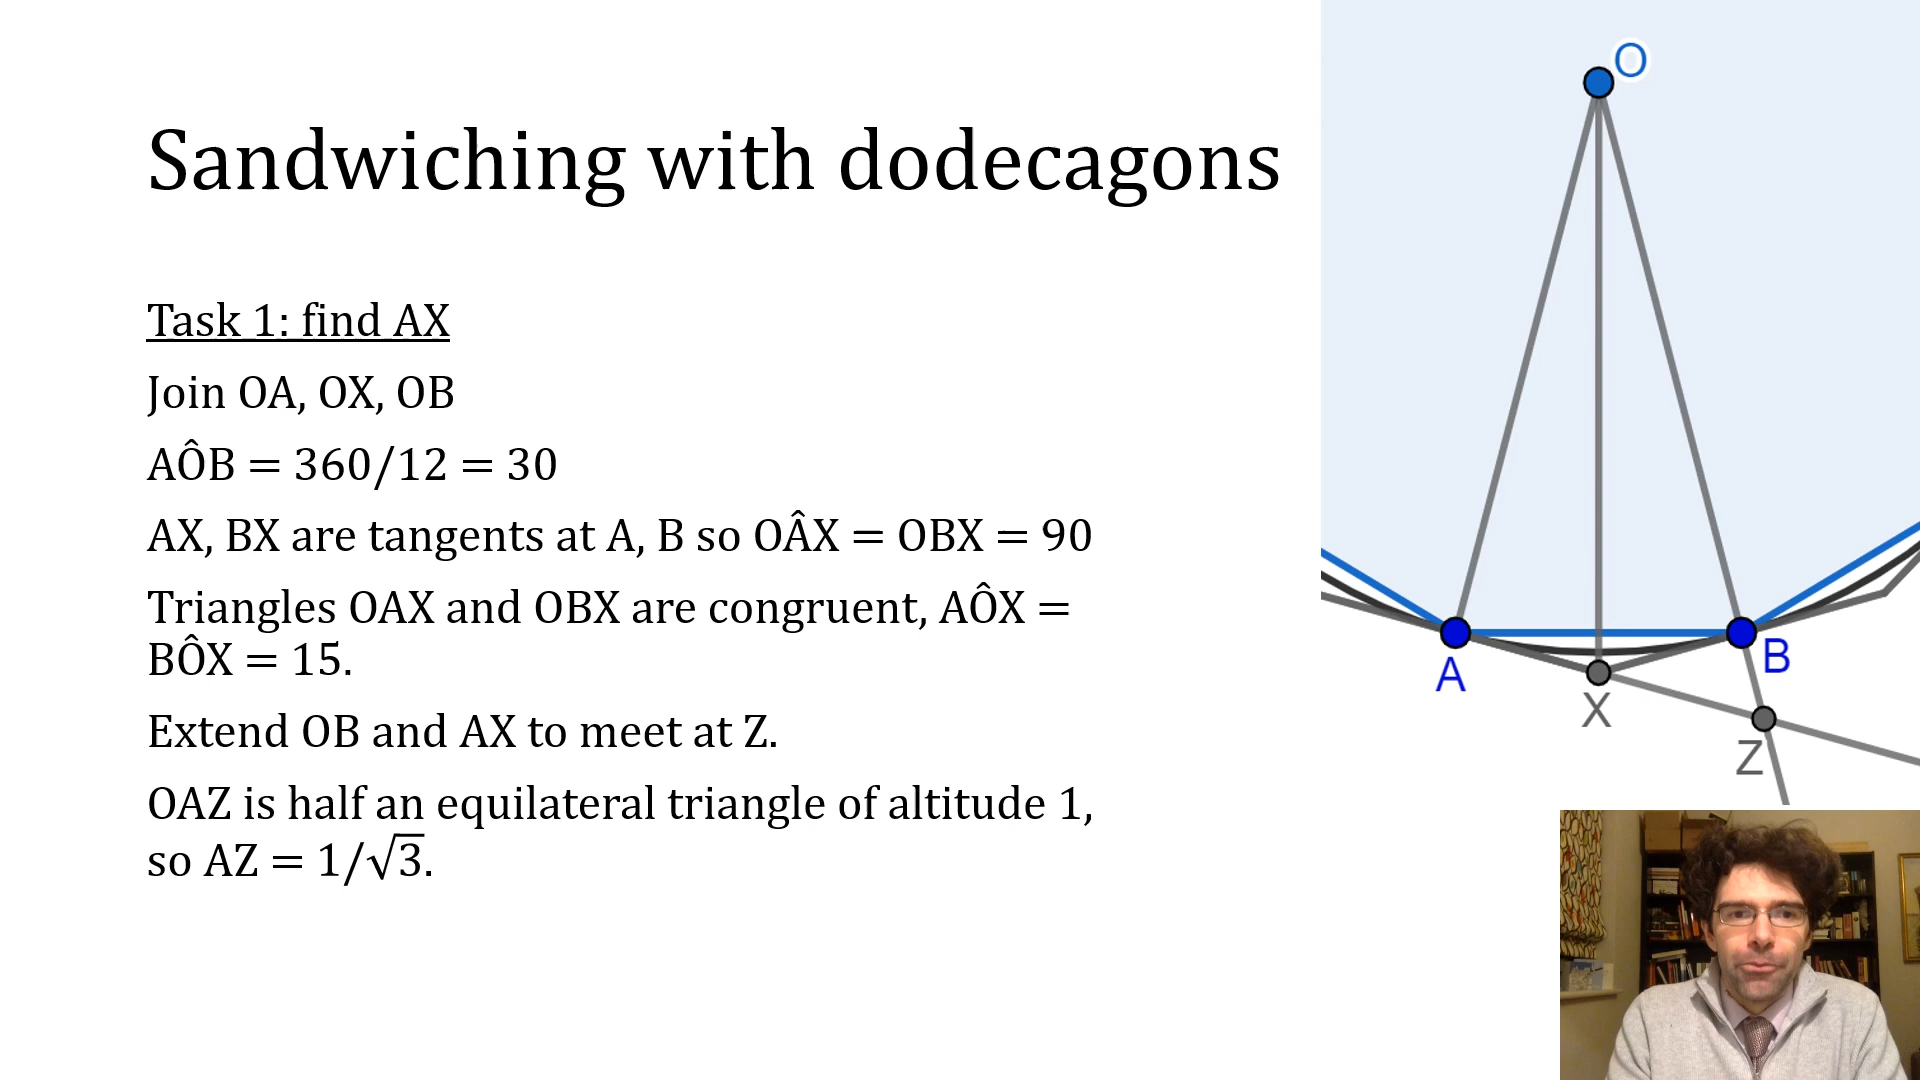 Sandwiching with dodecagons
Task 1: find AX
Join OA, OX, OB
AÔB = 360/12 = 30
AX, BX are tangents at A, B so OÂX = OBX = 90
Triangles OAX and OBX are congruent, AÔX =
BÔX = 15.
Extend OB and AX to meet at Z.
OAZ is half an equilateral triangle of altitude 1,
so AZ = 1/√3.
O
A
B
X
Z